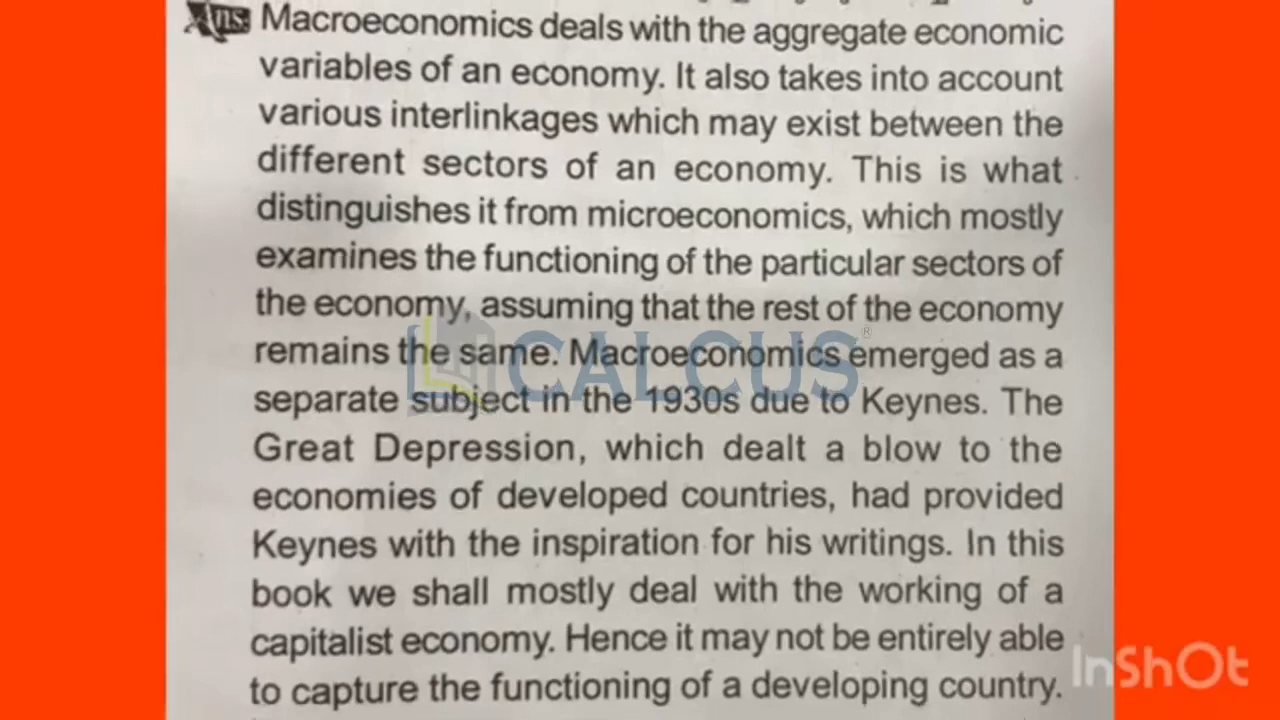 Ans. Macroeconomics deals with the aggregate economic
variables of an economy. It also takes into account
various interlinkages which may exist between the
different sectors of an economy. This is what
distinguishes it from microeconomics, which mostly
examines the functioning of the particular sectors of
the economy, assuming that the rest of the economy
remains the same. Macroeconomics emerged as a
CALCUS®
separate subject in the 1930s due to Keynes. The
Great Depression, which dealt a blow to the
economies of developed countries, had provided
Keynes with the inspiration for his writings. In this
book we shall mostly deal with the working of a
capitalist economy. Hence it may not be entirely able
to capture the functioning of a developing country.
InShOt